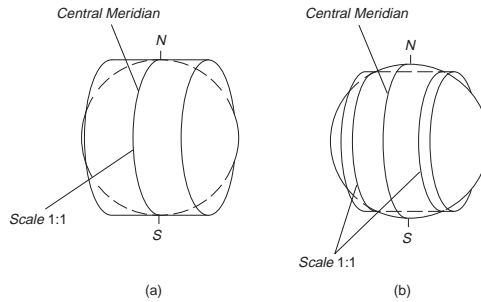 Central Meridian
N
Scale 1:1
S
(a)
Central Meridian
N
S
Scale 1:1
(b)